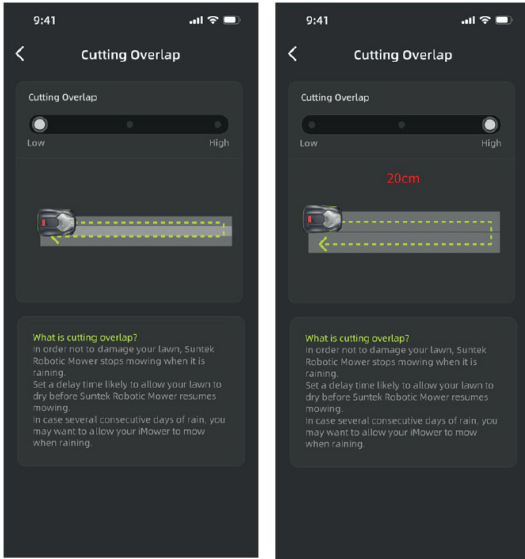 9:41
Cutting Overlap
Cutting Overlap
Low High
What is cutting overlap?
In order not to damage your lawn, Suntek
Robotic Mower stops mowing when it is
raining.
Set a delay time likely to allow your lawn to
dry before Suntek Robotic Mower resumes
mowing.
In case several consecutive days of rain, you
may want to allow your iMower to mow
when raining.
9:41
Cutting Overlap
Cutting Overlap
Low High
20cm
What is cutting overlap?
In order not to damage your lawn, Suntek
Robotic Mower stops mowing when it is
raining.
Set a delay time likely to allow your lawn to
dry before Suntek Robotic Mower resumes
mowing.
In case several consecutive days of rain, you
may want to allow your iMower to mow
when raining.